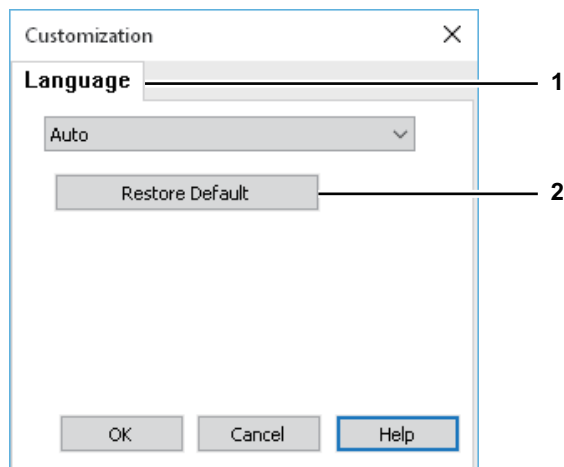 Customization
Language
1
Auto
Restore Default
2
OK Cancel Help